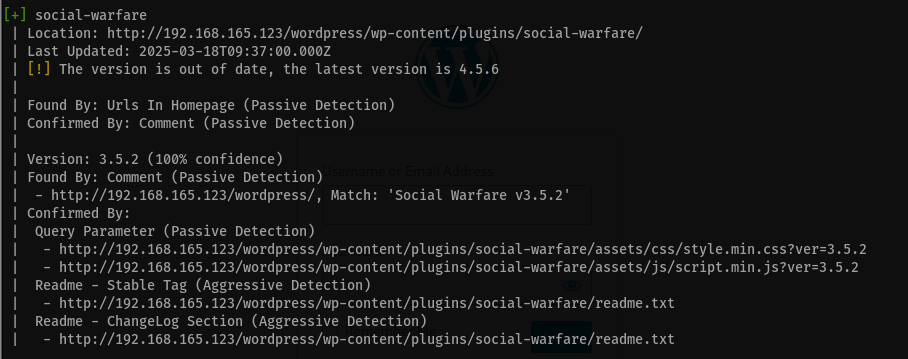 [+] social-warfare
 | Location: http://192.168.165.123/wordpress/wp-content/plugins/social-warfare/
 | Last Updated: 2025-03-18T09:37:00.000Z
 | [!] The version is out of date, the latest version is 4.5.6
 |
 | Found By: Urls In Homepage (Passive Detection)
 | Confirmed By: Comment (Passive Detection)
 |
 | Version: 3.5.2 (100% confidence)
Username or Email Address
 | Found By: Comment (Passive Detection)
 |  - http://192.168.165.123/wordpress/, Match: 'Social Warfare v3.5.2'
 | Confirmed By:
 |  Query Parameter (Passive Detection)
 |   - http://192.168.165.123/wordpress/wp-content/plugins/social-warfare/assets/css/style.min.css?ver=3.5.2
 |   - http://192.168.165.123/wordpress/wp-content/plugins/social-warfare/assets/js/script.min.js?ver=3.5.2
 |  Readme - Stable Tag (Aggressive Detection)
 |   - http://192.168.165.123/wordpress/wp-content/plugins/social-warfare/readme.txt
 |  Readme - ChangeLog Section (Aggressive Detection)
 |   - http://192.168.165.123/wordpress/wp-content/plugins/social-warfare/readme.txt